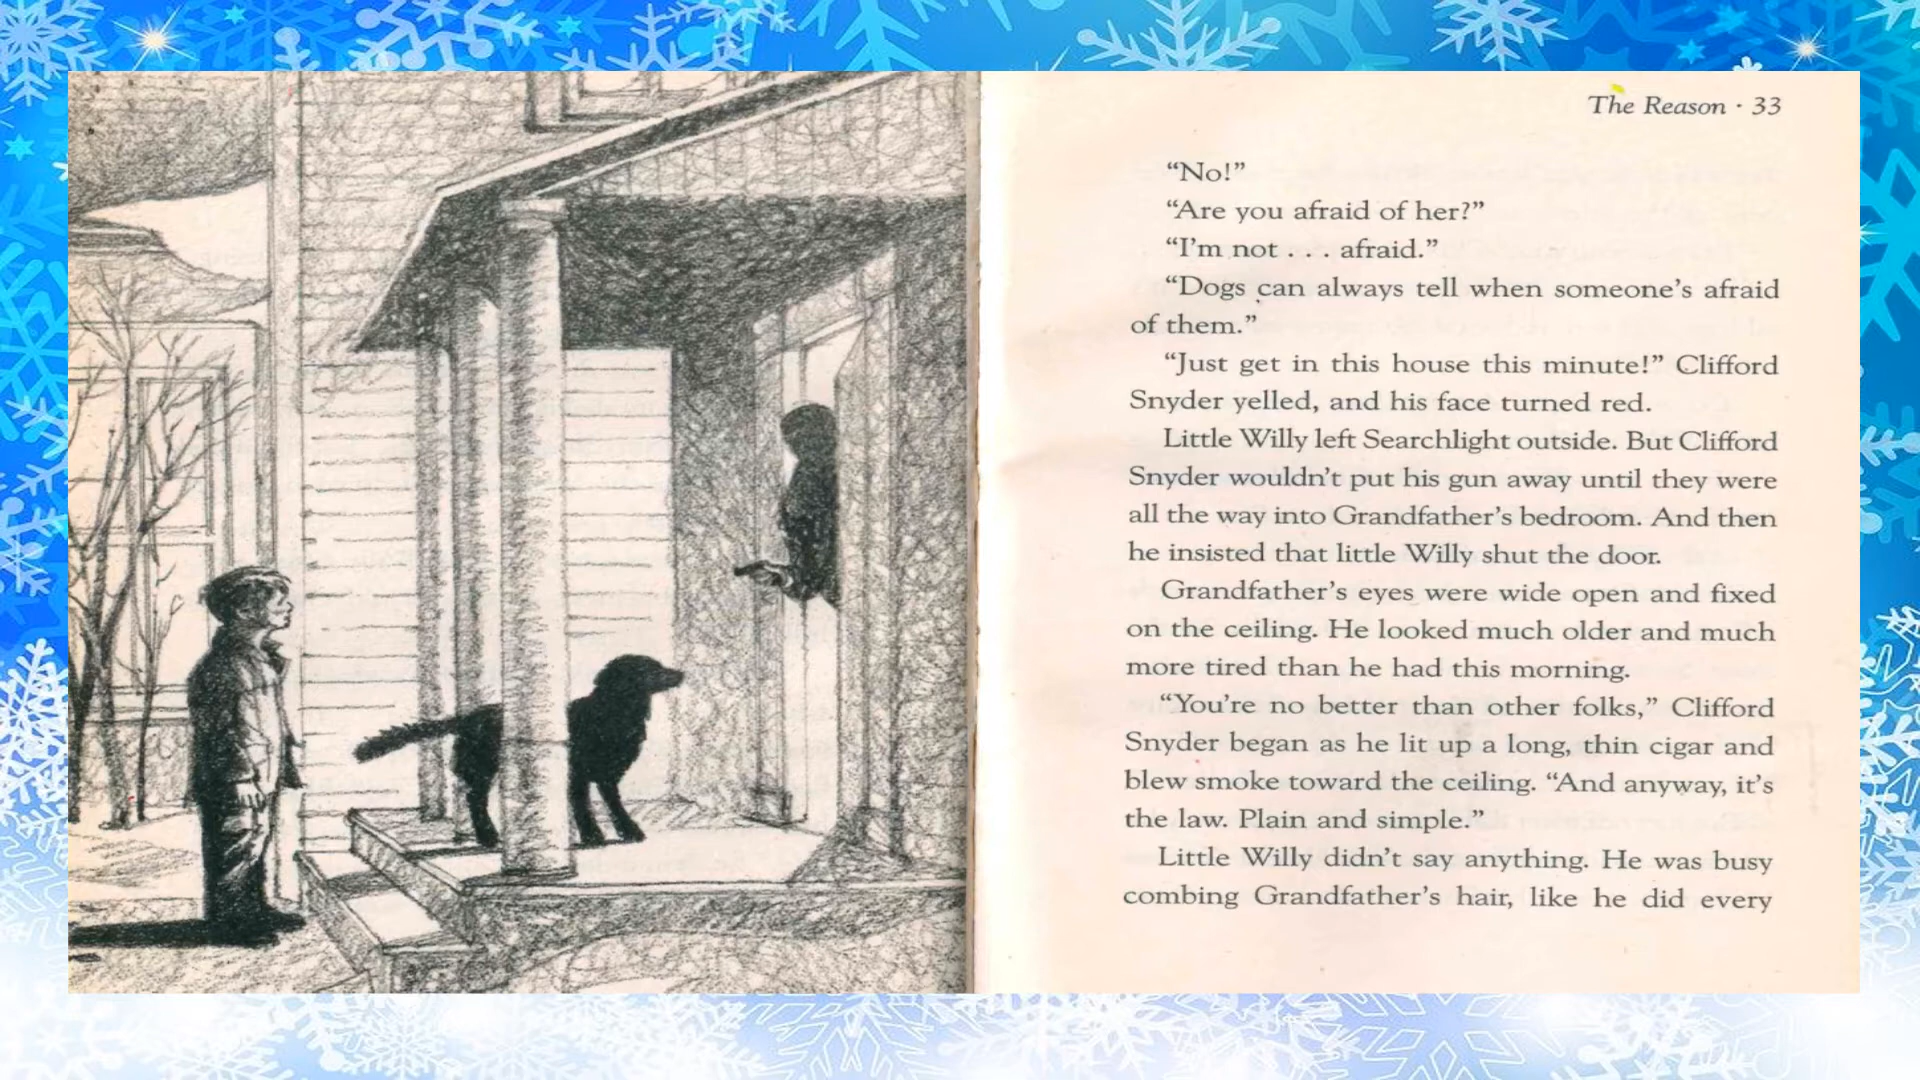 The Reason · 33
“No!”
“Are you afraid of her?”
“I’m not . . . afraid.”
“Dogs can always tell when someone’s afraid
of them.”
“Just get in this house this minute!” Clifford
Snyder yelled, and his face turned red.
Little Willy left Searchlight outside. But Clifford
Snyder wouldn’t put his gun away until they were
all the way into Grandfather’s bedroom. And then
he insisted that little Willy shut the door.
Grandfather’s eyes were wide open and fixed
on the ceiling. He looked much older and much
more tired than he had this morning.
“You’re no better than other folks,” Clifford
Snyder began as he lit up a long, thin cigar and
blew smoke toward the ceiling. “And anyway, it’s
the law. Plain and simple.”
Little Willy didn’t say anything. He was busy
combing Grandfather’s hair, like he did every